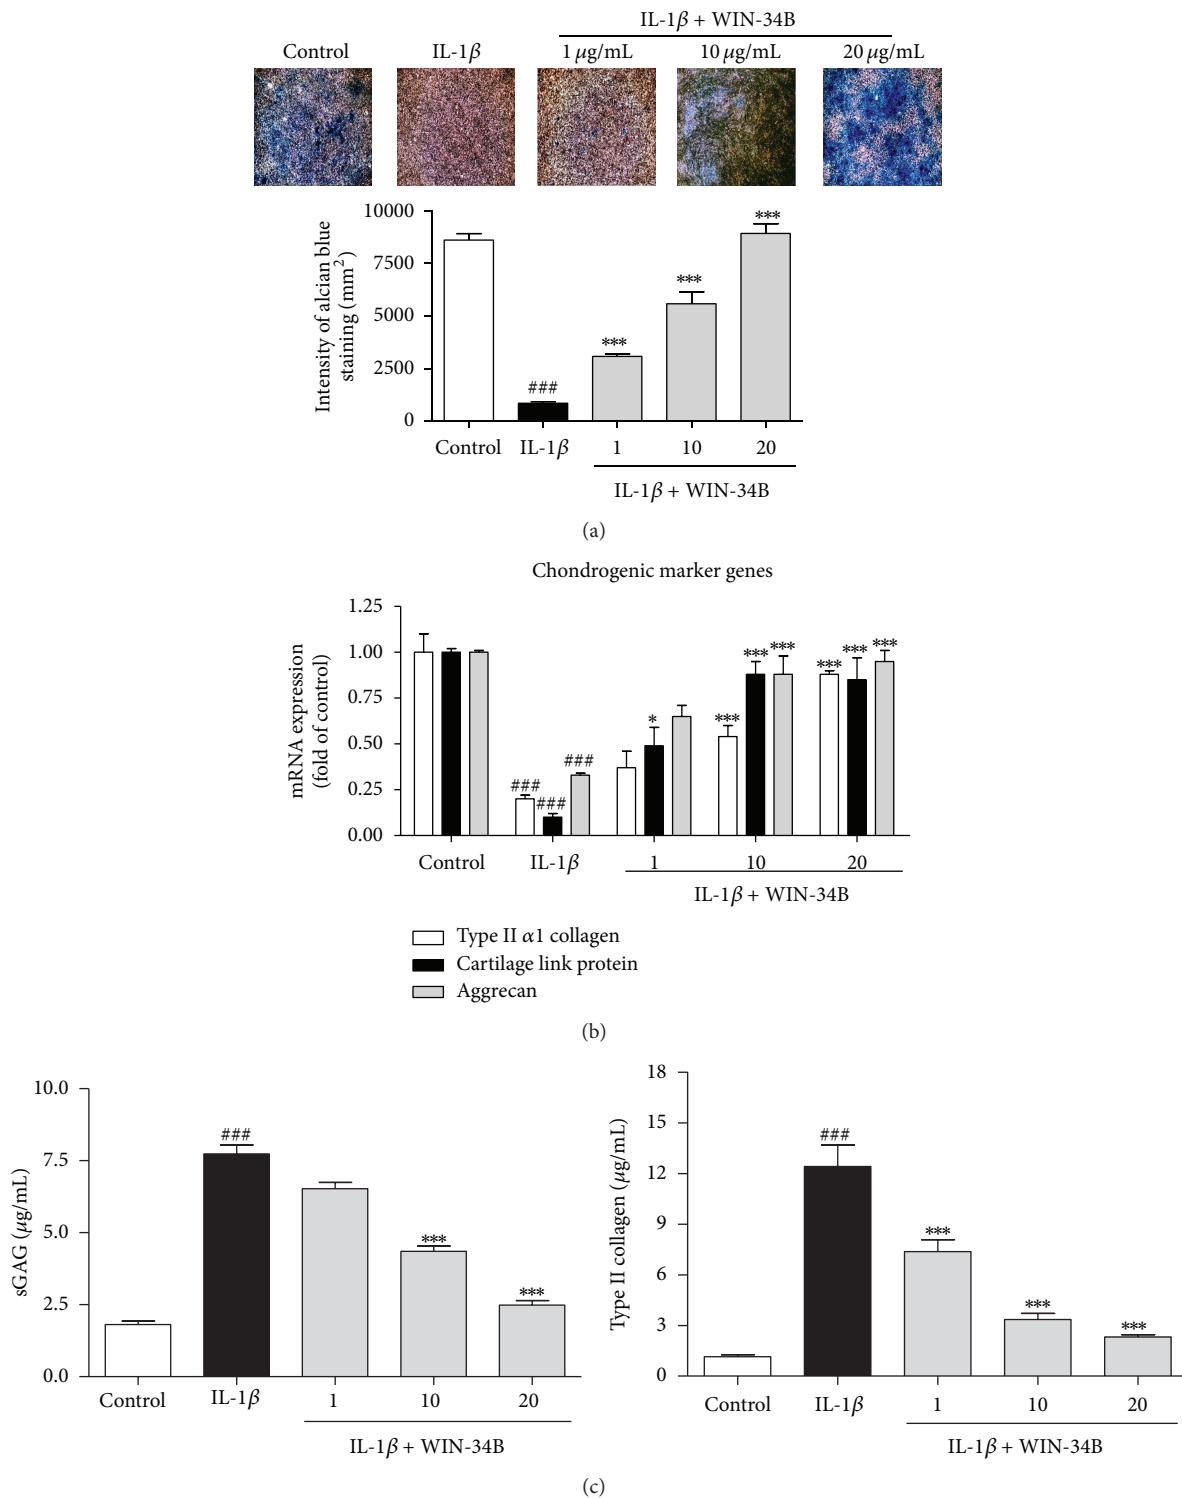 IL-1β + WIN-34B
Control IL-1β 1 μg/mL 10 μg/mL 20 μg/mL
Intensity of alcian blue
staining (mm²)
10000
7500
5000
2500
0
###
***
***
***
Control IL-1β 1 10 20
IL-1β + WIN-34B
(a)
Chondrogenic marker genes
mRNA expression
(fold of control)
1.25
1.00
0.75
0.50
0.25
0.00
### ### ###
*
*** *** ***
*** *** ***
Control IL-1β 1 10 20
IL-1β + WIN-34B
Type II α1 collagen
Cartilage link protein
Aggrecan
(b)
sGAG (μg/mL)
10.0
7.5
5.0
2.5
0.0
###
***
***
Control IL-1β 1 10 20
IL-1β + WIN-34B
Type II collagen (μg/mL)
18
15
12
9
6
3
0
###
***
***
***
Control IL-1β 1 10 20
IL-1β + WIN-34B
(c)